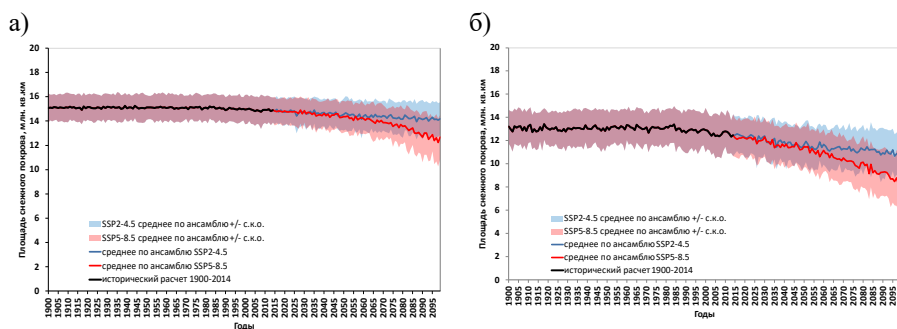 а)
Площадь снежного покрова, млн. кв.км
20
18
16
14
12
10
8
6
4
2
0
SSP2-4.5 среднее по ансамблю +/- с.к.о.
SSP5-8.5 среднее по ансамблю +/- с.к.о.
среднее по ансамблю SSP2-4.5
среднее по ансамблю SSP5-8.5
исторический расчет 1900-2014
1900 1905 1910 1915 1920 1925 1930 1935 1940 1945 1950 1955 1960 1965 1970 1975 1980 1985 1990 1995 2000 2005 2010 2015 2020 2025 2030 2035 2040 2045 2050 2055 2060 2065 2070 2075 2080 2085 2090 2095
Годы
б)
Площадь снежного покрова, млн. кв.км
20
18
16
14
12
10
8
6
4
2
0
SSP2-4.5 среднее по ансамблю +/- с.к.о.
SSP5-8.5 среднее по ансамблю +/- с.к.о.
среднее по ансамблю SSP2-4.5
среднее по ансамблю SSP5-8.5
исторический расчет 1900-2014
1900 1905 1910 1915 1920 1925 1930 1935 1940 1945 1950 1955 1960 1965 1970 1975 1980 1985 1990 1995 2000 2005 2010 2015 2020 2025 2030 2035 2040 2045 2050 2055 2060 2065 2070 2075 2080 2085 2090 2095
Годы